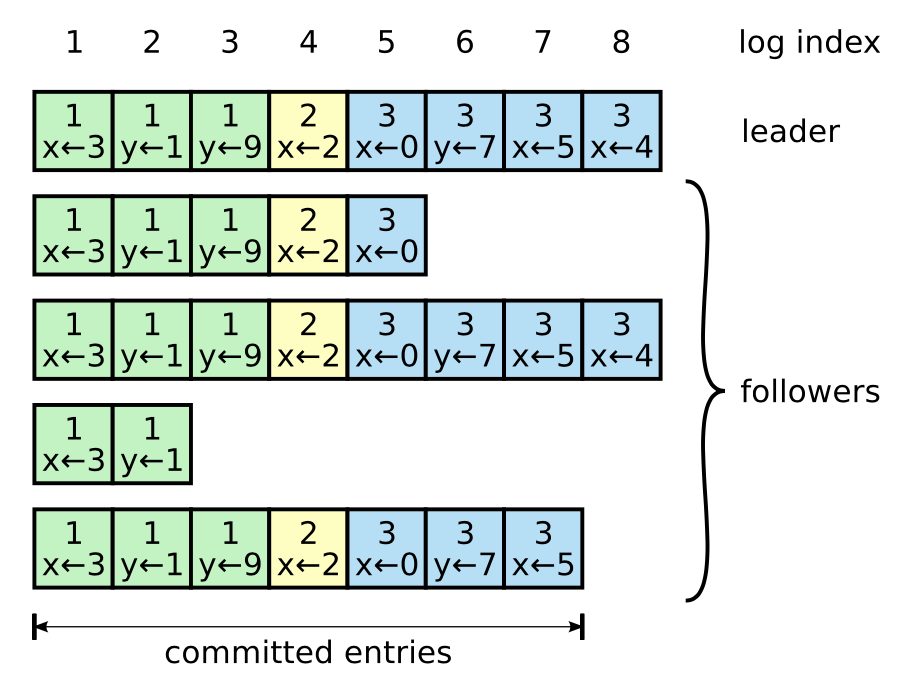 1 2 3 4 5 6 7 8 log index
1 1 1 2 3 3 3 3
x←3 y←1 y←9 x←2 x←0 y←7 x←5 x←4
leader
1 1 1 2 3
x←3 y←1 y←9 x←2 x←0
1 1 1 2 3 3 3 3
x←3 y←1 y←9 x←2 x←0 y←7 x←5 x←4
followers
1 1
x←3 y←1
1 1 1 2 3 3 3
x←3 y←1 y←9 x←2 x←0 y←7 x←5
committed entries